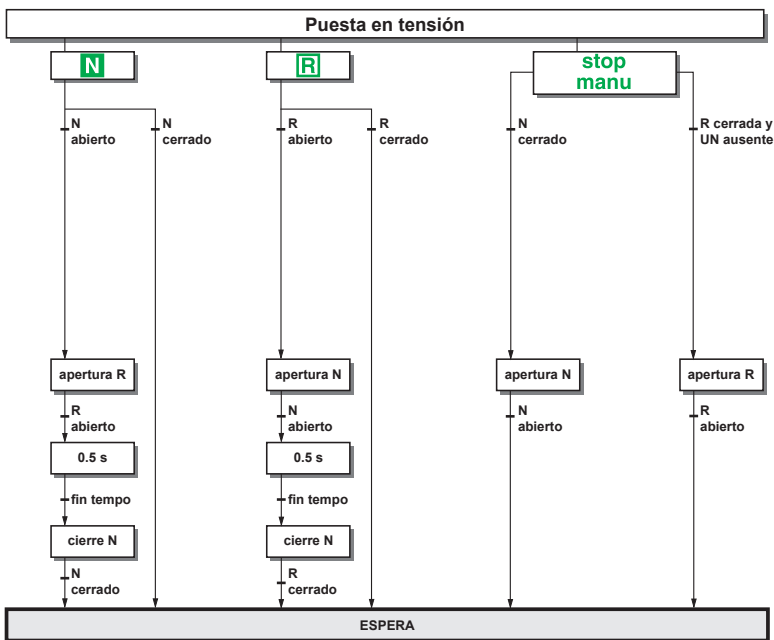 Puesta en tensión
N
R
stop
manu
N
abierto
N
cerrado
R
abierto
R
cerrado
N
cerrado
R cerrada y
UN ausente
apertura R
apertura N
apertura N
apertura R
R
abierto
N
abierto
N
abierto
R
abierto
0.5 s
0.5 s
fin tempo
fin tempo
cierre N
cierre N
N
cerrado
R
cerrado
ESPERA